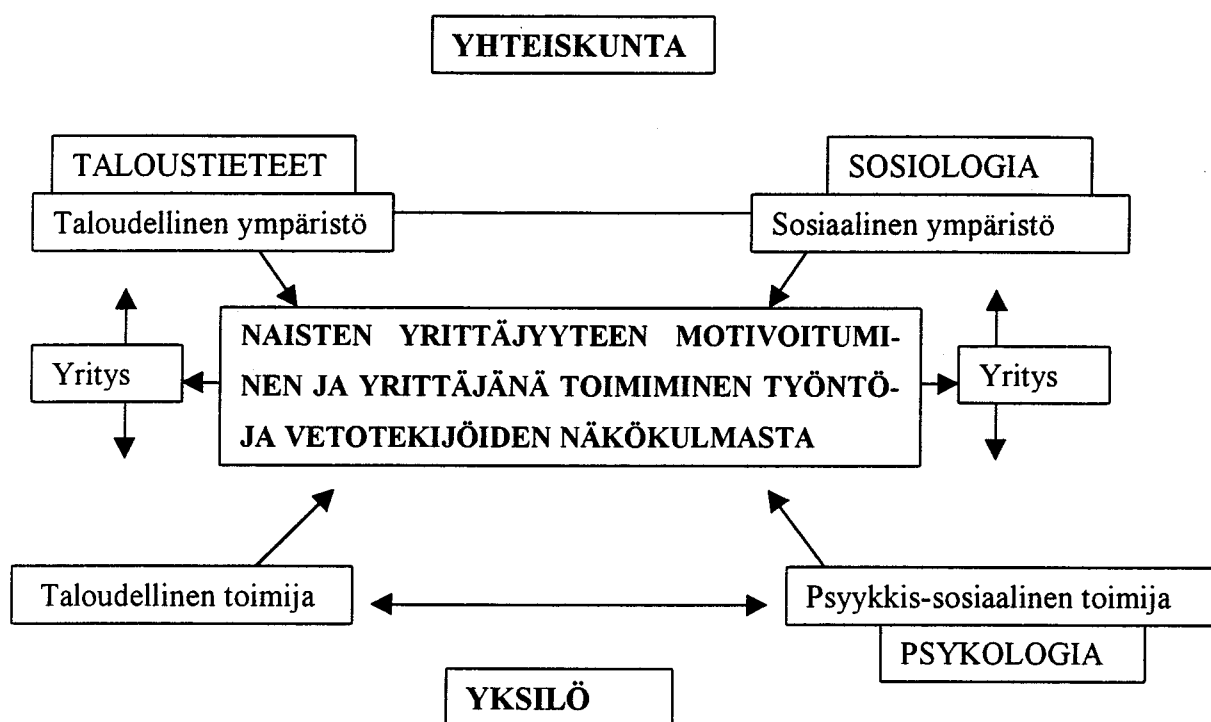 YHTEISKUNTA
TALOUSTIETEET
SOSIOLOGIA
Taloudellinen ympäristö
Sosiaalinen ympäristö
NAISTEN YRITTÄJYYTEEN MOTIVOITUMI-
NEN JA YRITTÄJÄNÄ TOIMIMINEN TYÖNTÖ-
JA VETOTEKIJÖIDEN NÄKÖKULMASTA
Yritys
Yritys
Taloudellinen toimija
Psyykkis-sosiaalinen toimija
PSYKOLOGIA
YKSILÖ